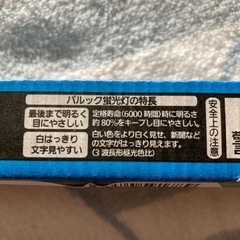 パルック蛍光灯の特長
最後まで明るく
目にやさしい
定格寿命(6000時間)時に明るさ
約80%をキープし目にやさしい。
白いはっきり
文字見やすい
白い色をより白く見せ、新聞などの
文字がはっきり見えます。
(3波長形昼光色比)
安全上の注意
警